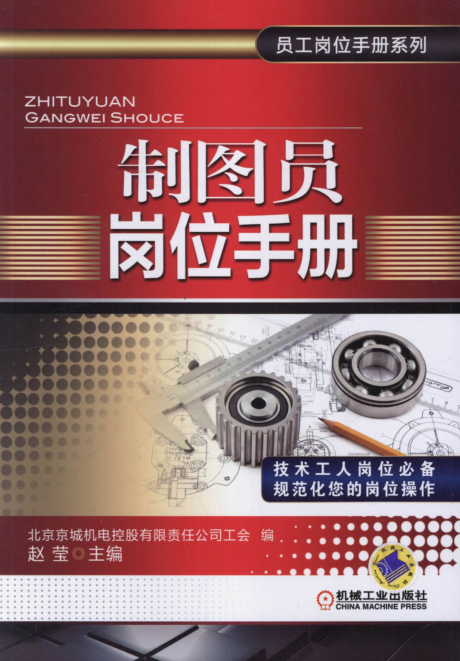 员工岗位手册系列
ZHITUYUAN
GANGWEI SHOUCE
制图员
岗位手册
技术工人岗位必备
规范化您的岗位操作
北京京城机电控股有限责任公司工会 编
赵 莹 主编
机械工业出版社
CHINA MACHINE PRESS